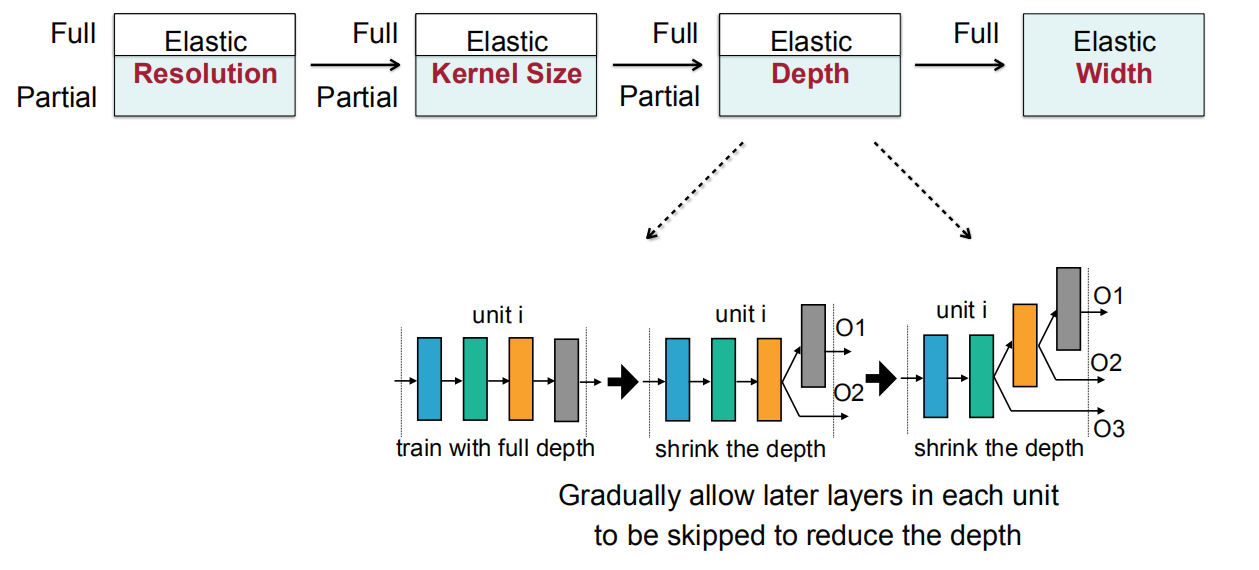 Full
Elastic
Full
Elastic
Full
Elastic
Full
Elastic
Resolution
Kernel Size
Depth
Width
Partial
Partial
Partial
unit i
train with full depth
unit i
O1
O2
shrink the depth
unit i
O1
O2
O3
shrink the depth
Gradually allow later layers in each unit
to be skipped to reduce the depth